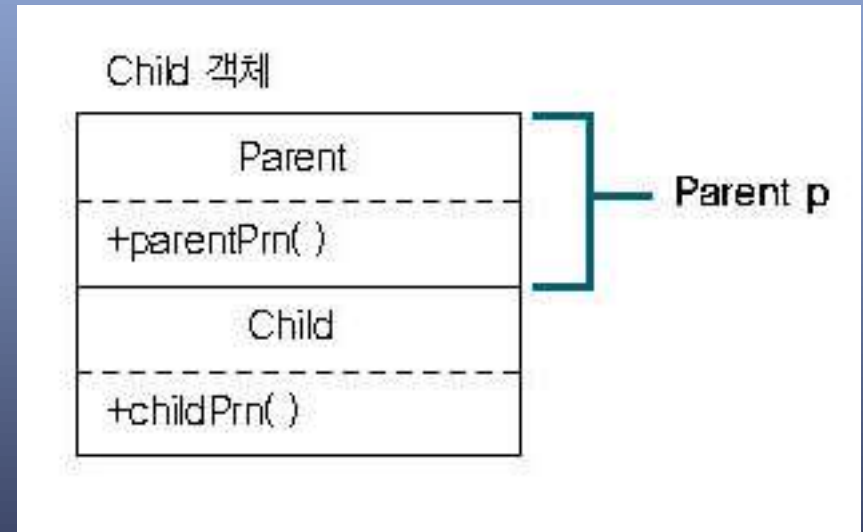 Child 객체
Parent
+parentPrn( )
Parent p
Child
+childPrn( )